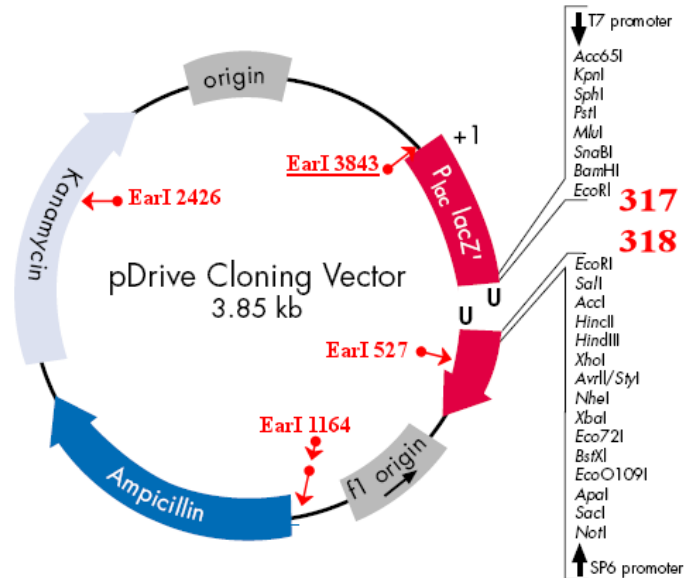 T7 promoter
Acc65I
KpnI
SphI
PstI
MluI
SnaBI
BamHI
EcoRI
317
318
EcoRI
SalI
AccI
HincII
HindIII
XhoI
AvrII/StyI
NheI
XbaI
Eco72I
BstXI
EcoO109I
ApaI
SacI
NotI
SP6 promoter
origin
+1
EarI 3843
Plac lacZ'
Kanamycin
EarI 2426
pDrive Cloning Vector
3.85 kb
U
U
EarI 527
EarI 1164
Ampicillin
f1 origin